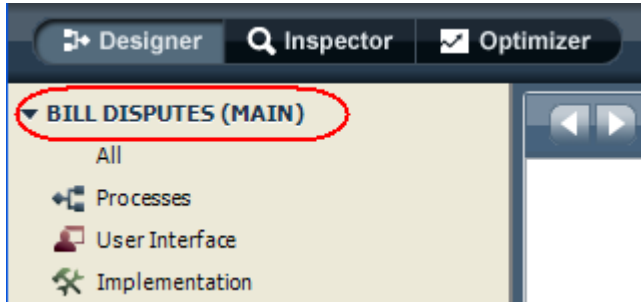 Designer Inspector Optimizer
BILL DISPUTES (MAIN)
All
Processes
User Interface
Implementation